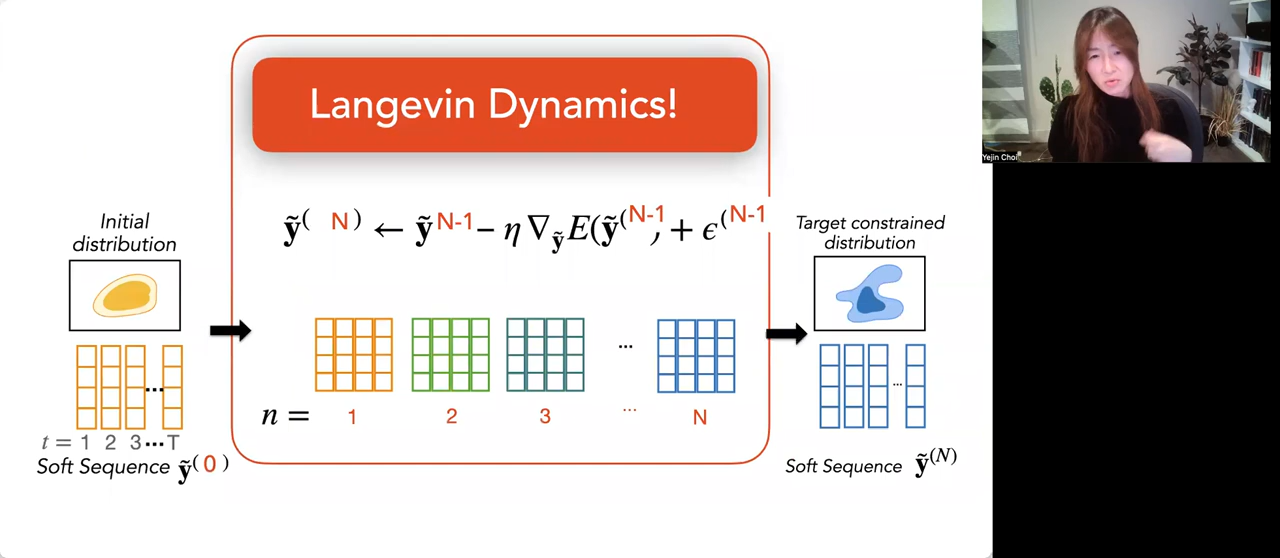 Langevin Dynamics!
Yejin Choi
ỹ( N) ← ỹ N-1 − η ∇ỹ E(ỹ(N-1, + ϵ(N-1
Initial
distribution
Target constrained
distribution
...
...
...
n = 1 2 3 ... N
t = 1 2 3 ... T
Soft Sequence ỹ(0)
Soft Sequence ỹ(N)